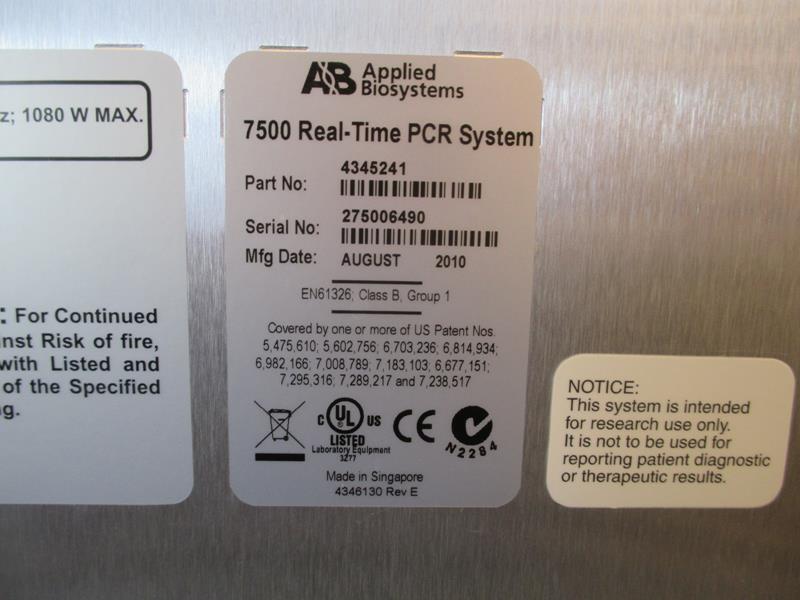 z; 1080 W MAX.
: For Continued
inst Risk of fire,
with Listed and
of the Specified
g.
AB Applied
Biosystems
7500 Real-Time PCR System
4345241
Part No:
275006490
Serial No:
Mfg Date: AUGUST 2010
EN61326; Class B, Group 1
Covered by one or more of US Patent Nos.
5,475,610; 5,602,756; 6,703,236; 6,814,934;
6,982,166; 7,008,789; 7,183,103; 6,677,151;
7,295,316; 7,289,217 and 7,238,517
C UL US
®
LISTED
Laboratory Equipment
3Z77
CE
N2284
Made in Singapore
4346130 Rev E
NOTICE:
This system is intended
for research use only.
It is not to be used for
reporting patient diagnostic
or therapeutic results.